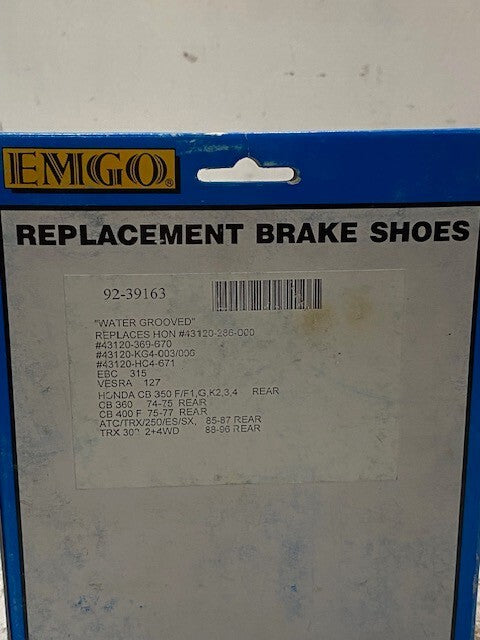 EMGO®
REPLACEMENT BRAKE SHOES
92-39163
"WATER GROOVED"
REPLACES HON #43120-286-000
#43120-369-670
#43120-KG4-003/006
#43120-HC4-671
EBC 315
VESRA 127
HONDA CB 350 F/F1,G,K2,3,4 REAR
CB 360 74-75 REAR
CB 400 F 75-77 REAR
ATC/TRX/250/ES/SX, 85-87 REAR
TRX 300 2+4WD 88-96 REAR